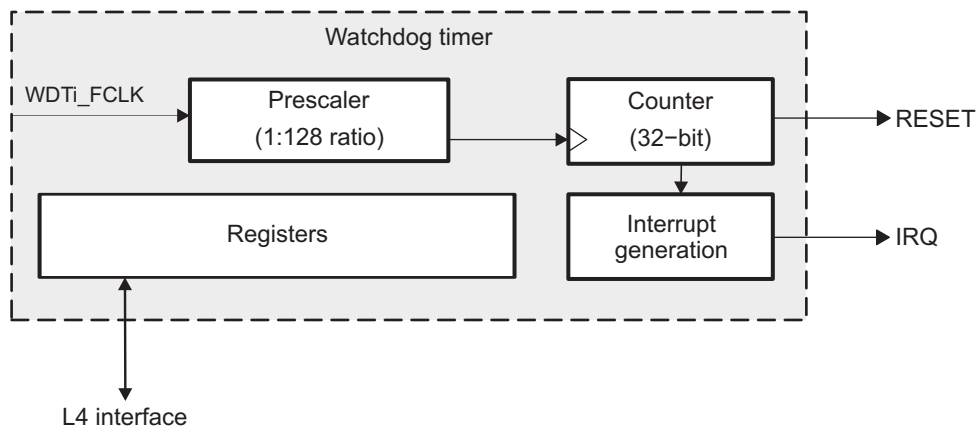 Watchdog timer
WDTi_FCLK
Prescaler
(1:128 ratio)
Counter
(32−bit)
RESET
Registers
Interrupt
generation
IRQ
L4 interface